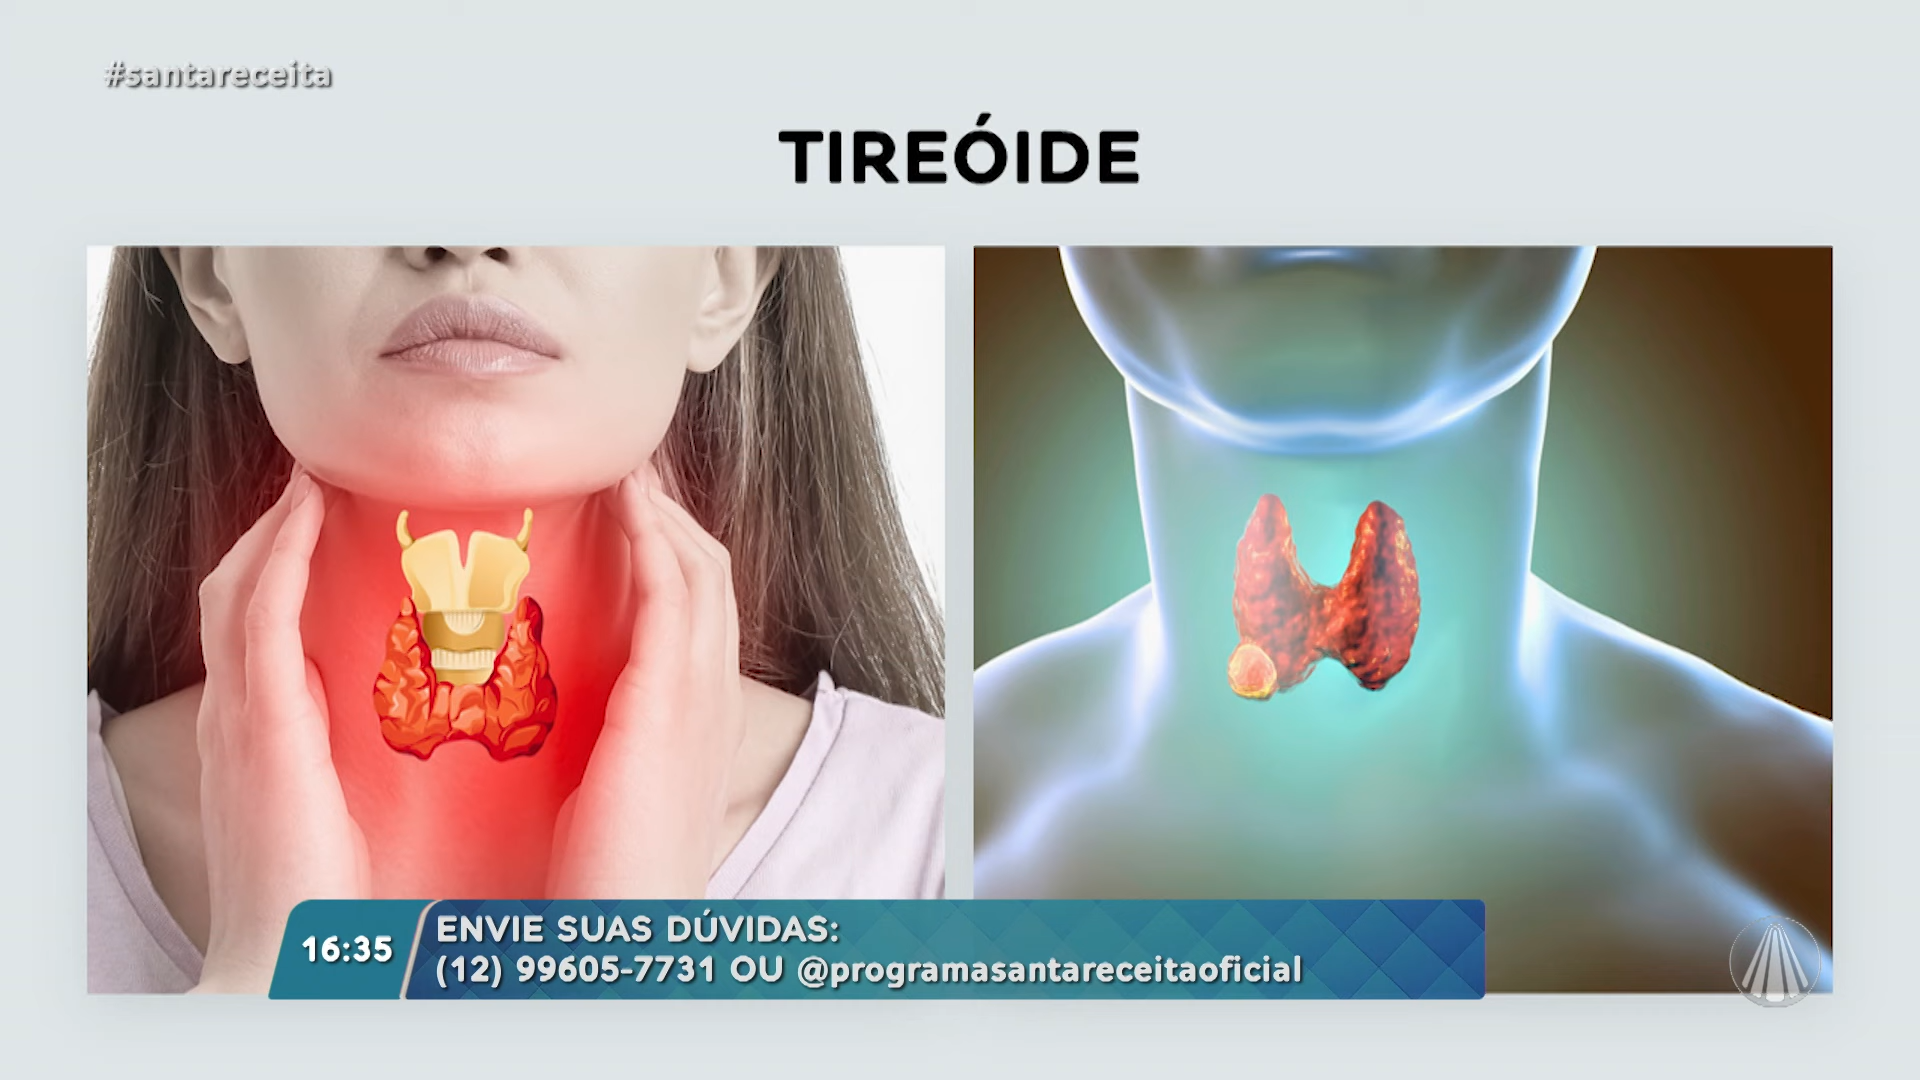 #santareceita
TIREÓIDE
16:35
ENVIE SUAS DÚVIDAS:
(12) 99605-7731 OU @programasantareceitaoficial